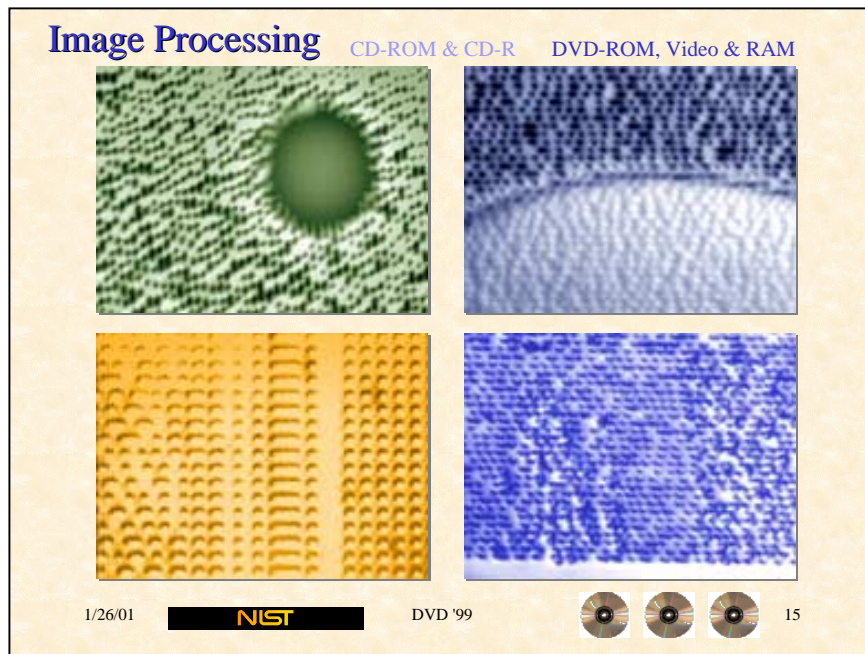 Image Processing CD-ROM & CD-R DVD-ROM, Video & RAM
1/26/01 NIST DVD '99 15